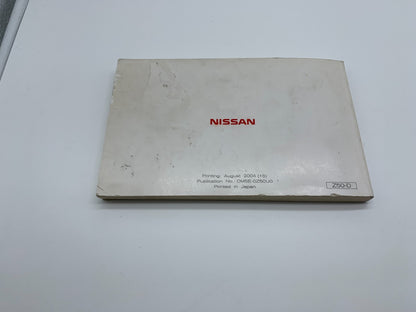 NISSAN
Printing: August 2004 (15)
Publication No.: OM5E-0Z50U0
Printed in Japan
Z50-D